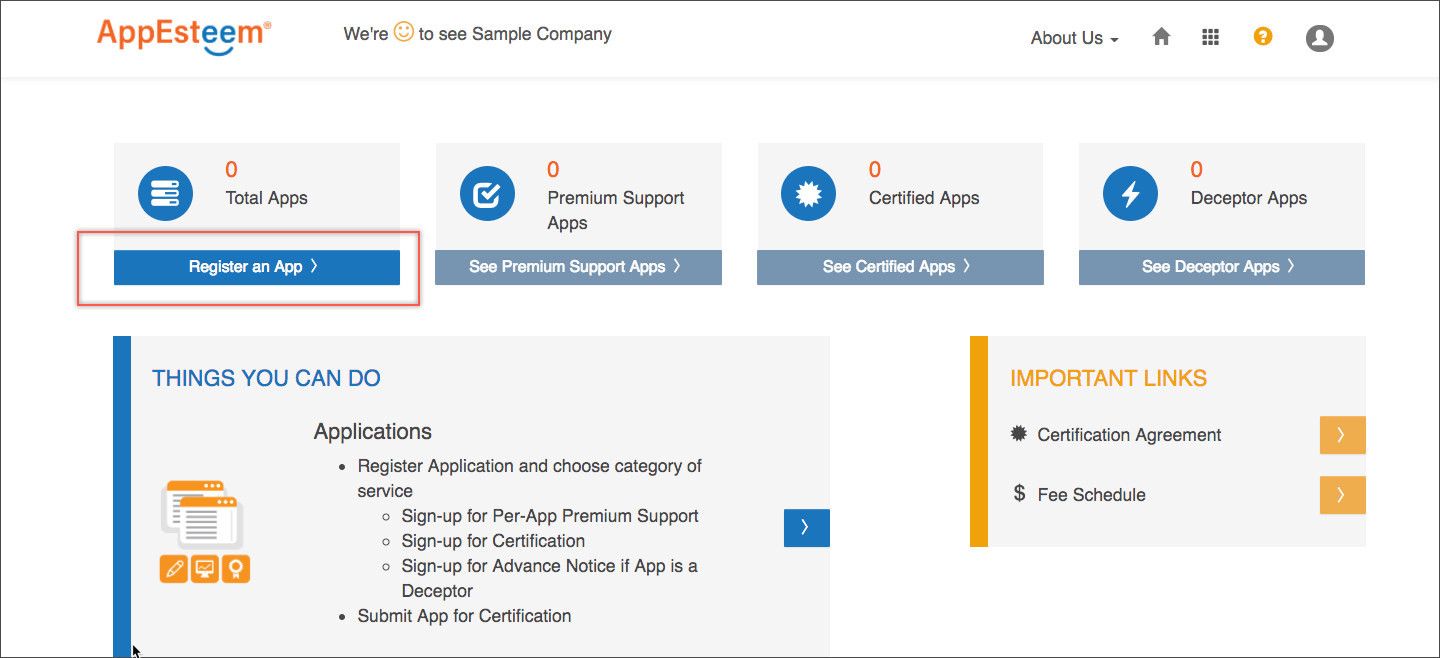 AppEsteem®
We're to see Sample Company
About Us
?
0
Total Apps
Register an App
0
Premium Support
Apps
See Premium Support Apps
0
Certified Apps
See Certified Apps
0
Deceptor Apps
See Deceptor Apps
THINGS YOU CAN DO
Applications
• Register Application and choose category of
service
◦ Sign-up for Per-App Premium Support
◦ Sign-up for Certification
◦ Sign-up for Advance Notice if App is a
Deceptor
• Submit App for Certification
IMPORTANT LINKS
Certification Agreement
$ Fee Schedule